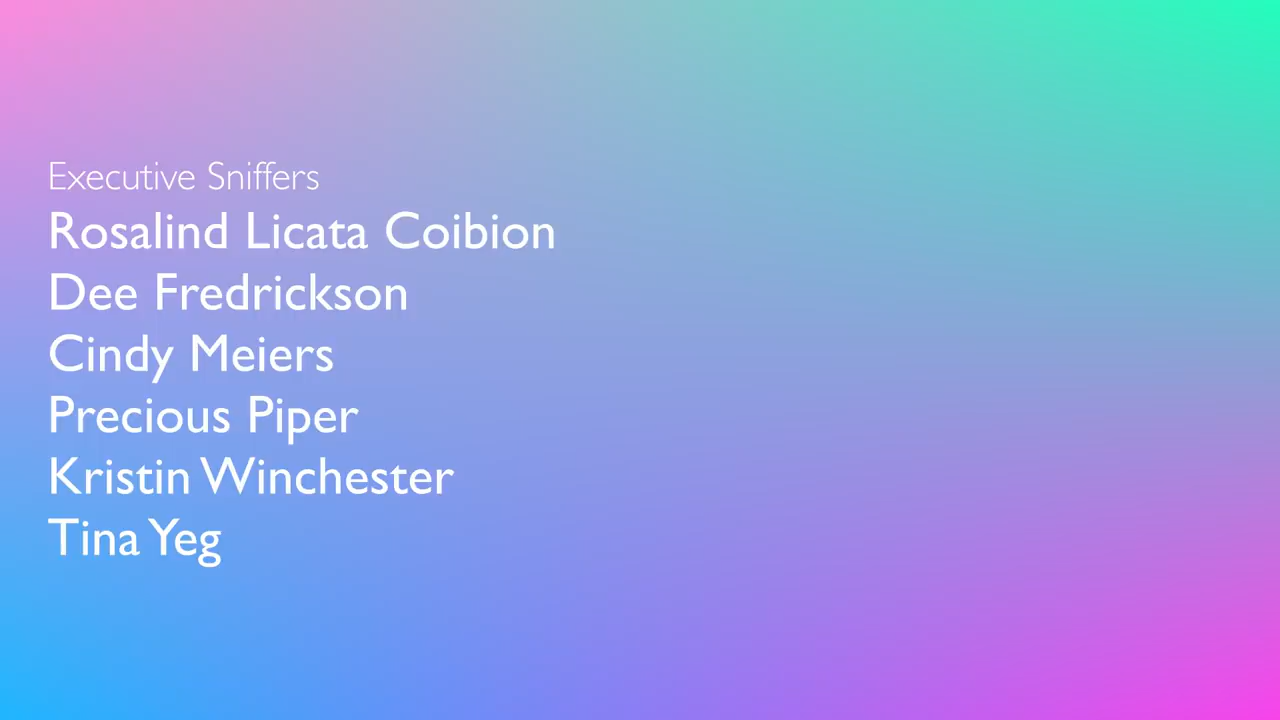 Executive Sniffers
Rosalind Licata Coibion
Dee Fredrickson
Cindy Meiers
Precious Piper
Kristin Winchester
Tina Yeg